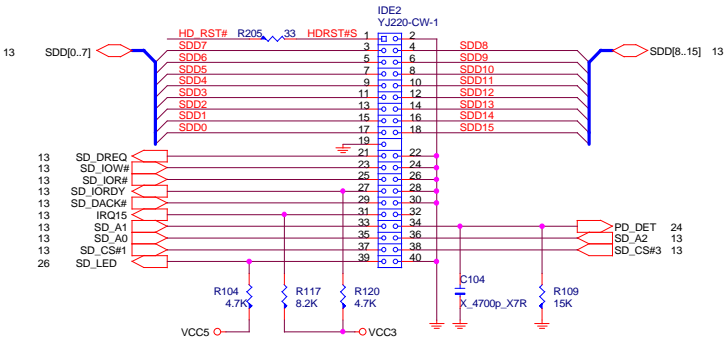 IDE2
YJ220-CW-1
HD_RST# R205 33 HDRST#S 1 2
13 SDD[0..7] SDD7 3 4 SDD8 SDD[8..15] 13
SDD6 5 6 SDD9
SDD5 7 8 SDD10
SDD4 9 10 SDD11
SDD3 11 12 SDD12
SDD2 13 14 SDD13
SDD1 15 16 SDD14
SDD0 17 18 SDD15
19
13 SD_DREQ 21 22
13 SD_IOW# 23 24
13 SD_IOR# 25 26
13 SD_IORDY 27 28
13 SD_DACK# 29 30
13 IRQ15 31 32
13 SD_A1 33 34 PD_DET 24
13 SD_A0 35 36 SD_A2 13
13 SD_CS#1 37 38 SD_CS#3 13
26 SD_LED 39 40
R104 4.7K
R117 8.2K
R120 4.7K
C104 X_4700p_X7R
R109 15K
VCC5 VCC3